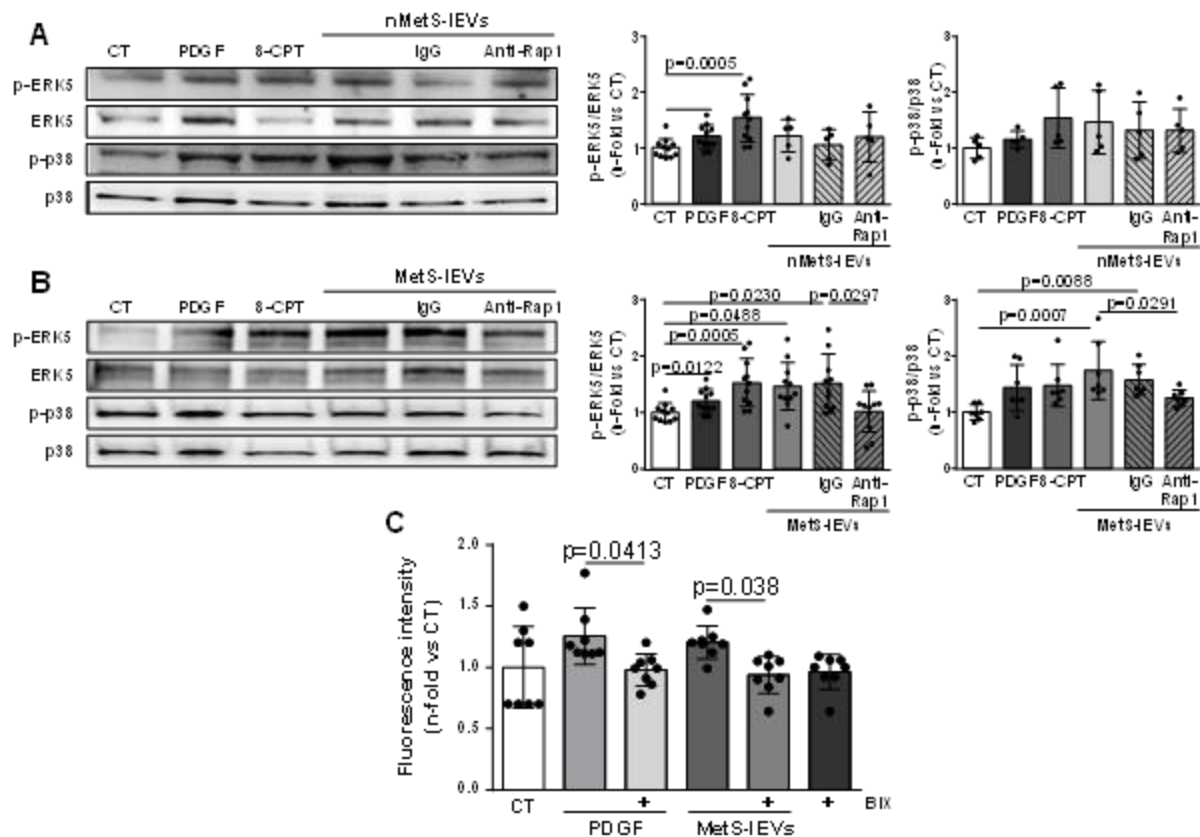 A
nMetS-lEVs
CT PDGF 8-CPT IgG Anti-Rap1
p-ERK5
ERK5
p-p38
p38
p-ERK5/ERK5
(n-Fold vs CT)
3
2
1
0
p=0.0005
CT PDGF 8-CPT IgG Anti-
Rap1
nMetS-lEVs
p-p38/p38
(n-Fold vs CT)
3
2
1
0
CT PDGF 8-CPT IgG Anti-
Rap1
nMetS-lEVs
B
MetS-lEVs
CT PDGF 8-CPT IgG Anti-Rap1
p-ERK5
ERK5
p-p38
p38
p-ERK5/ERK5
(n-Fold vs CT)
3
2
1
0
p=0.0230 p=0.0297
p=0.0488
p=0.0005
p=0.0122
CT PDGF 8-CPT IgG Anti-
Rap1
MetS-lEVs
p-p38/p38
(n-Fold vs CT)
3
2
1
0
p=0.0088
p=0.0291
p=0.0007
CT PDGF 8-CPT IgG Anti-
Rap1
MetS-lEVs
C
Fluorescence intensity
(n-fold vs CT)
2.0
1.5
1.0
0.5
0.0
p=0.0413
p=0.038
CT + + + BIX
PDGF MetS-lEVs